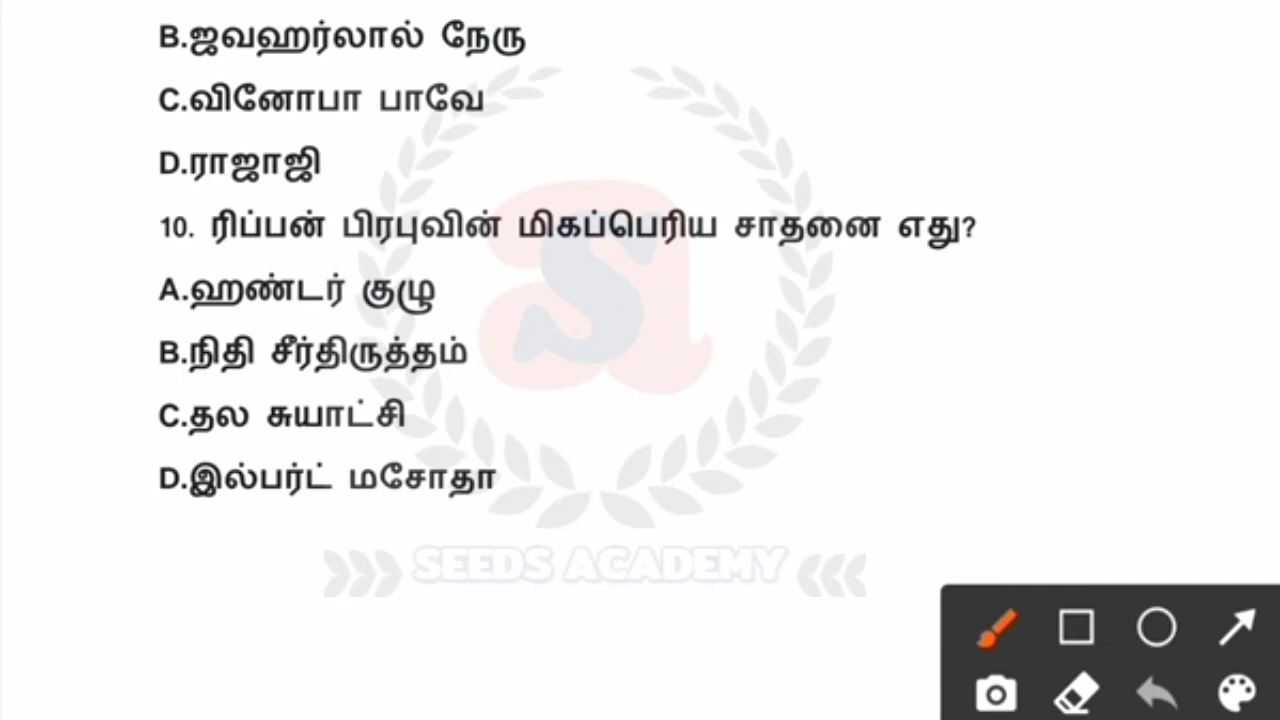 B.ஜவஹர்லால் நேரு
C.வினோபா பாவே
D.ராஜாஜி
10. ரிப்பன் பிரபுவின் மிகப்பெரிய சாதனை எது?
A.ஹண்டர் குழு
B.நிதி சீர்திருத்தம்
C.தல சுயாட்சி
D.இல்பர்ட் மசோதா
SEEDS ACADEMY